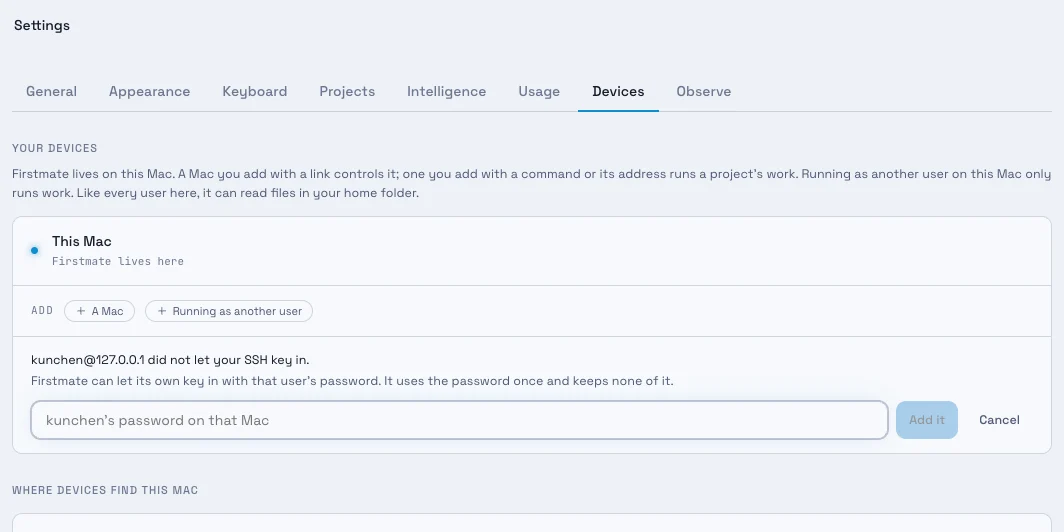 Settings
General Appearance Keyboard Projects Intelligence Usage Devices Observe
YOUR DEVICES
Firstmate lives on this Mac. A Mac you add with a link controls it; one you add with a command or its address runs a project's work. Running as another user on this Mac only
runs work. Like every user here, it can read files in your home folder.
This Mac
Firstmate lives here
ADD + A Mac + Running as another user
kunchen@127.0.0.1 did not let your SSH key in.
Firstmate can let its own key in with that user's password. It uses the password once and keeps none of it.
kunchen's password on that Mac Add it Cancel
WHERE DEVICES FIND THIS MAC